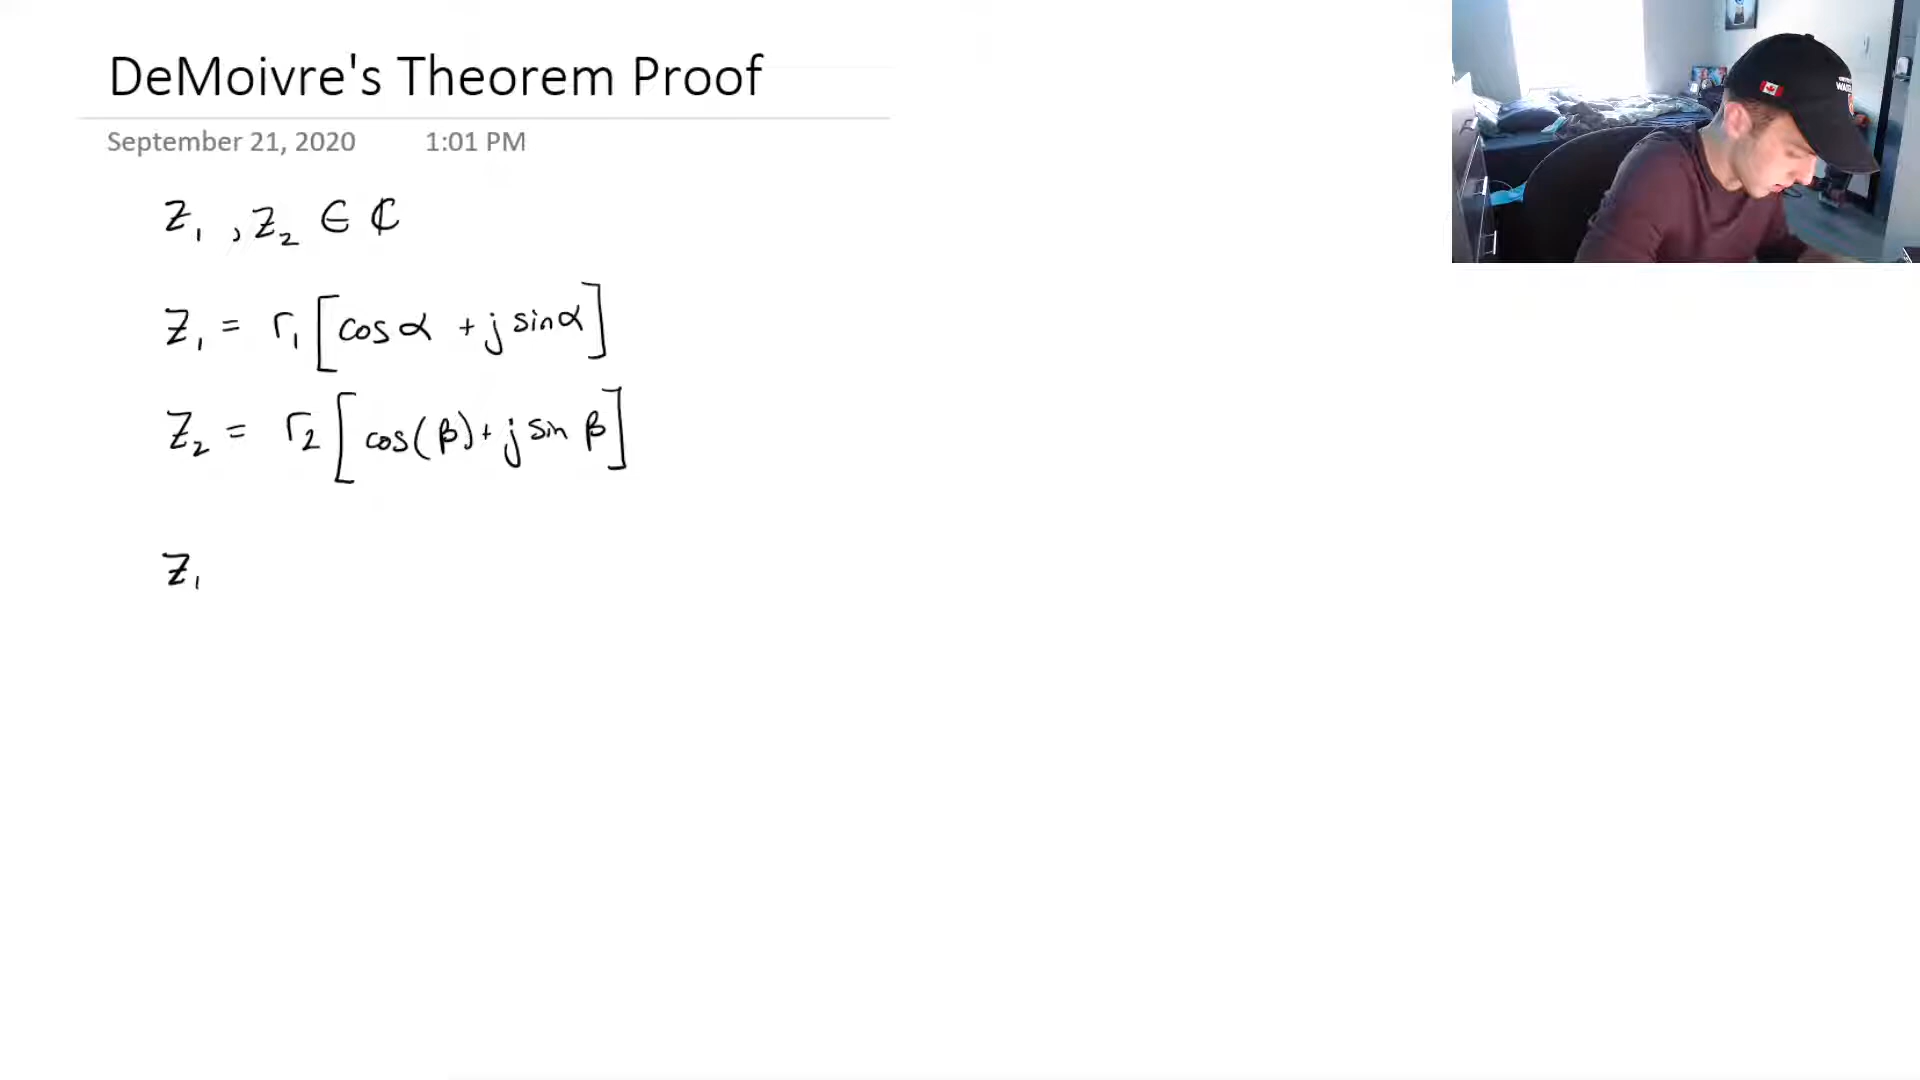 DeMoivre's Theorem Proof
September 21, 2020 1:01 PM
z₁, z₂ ∈ ℂ
z₁ = r₁[cos α + j sin α]
z₂ = r₂[cos(β) + j sin β]
z₁